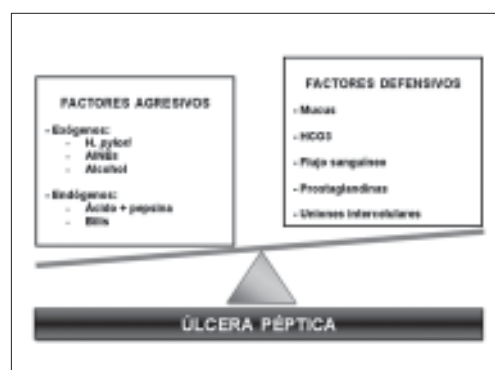 FACTORES AGRESIVOS
- Exógenos:
- H. pylori
- AINEs
- Alcohol
- Endógenos:
- Ácido + pepsina
- Bilis
FACTORES DEFENSIVOS
- Mucus
- HCO3
- Flujo sanguíneo
- Prostaglandinas
- Uniones intercelulares
ÚLCERA PÉPTICA